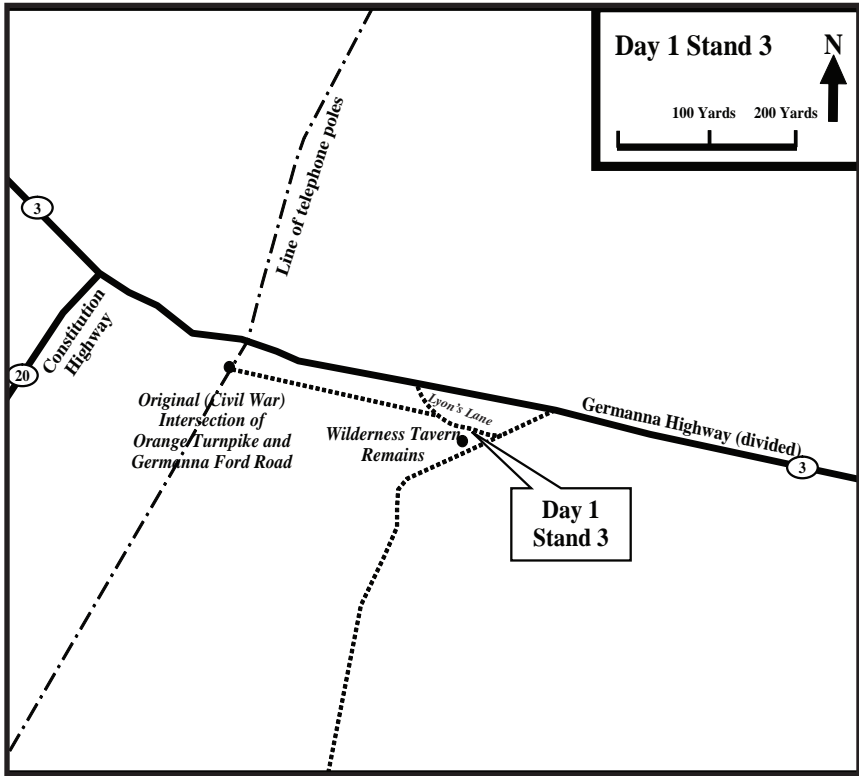 Day 1 Stand 3
N
100 Yards 200 Yards
Line of telephone poles
3
Constitution
Highway
20
Original (Civil War)
Intersection of
Orange Turnpike and
Germanna Ford Road
Lyon's Lane
Wilderness Tavern
Remains
Germanna Highway (divided)
3
Day 1
Stand 3